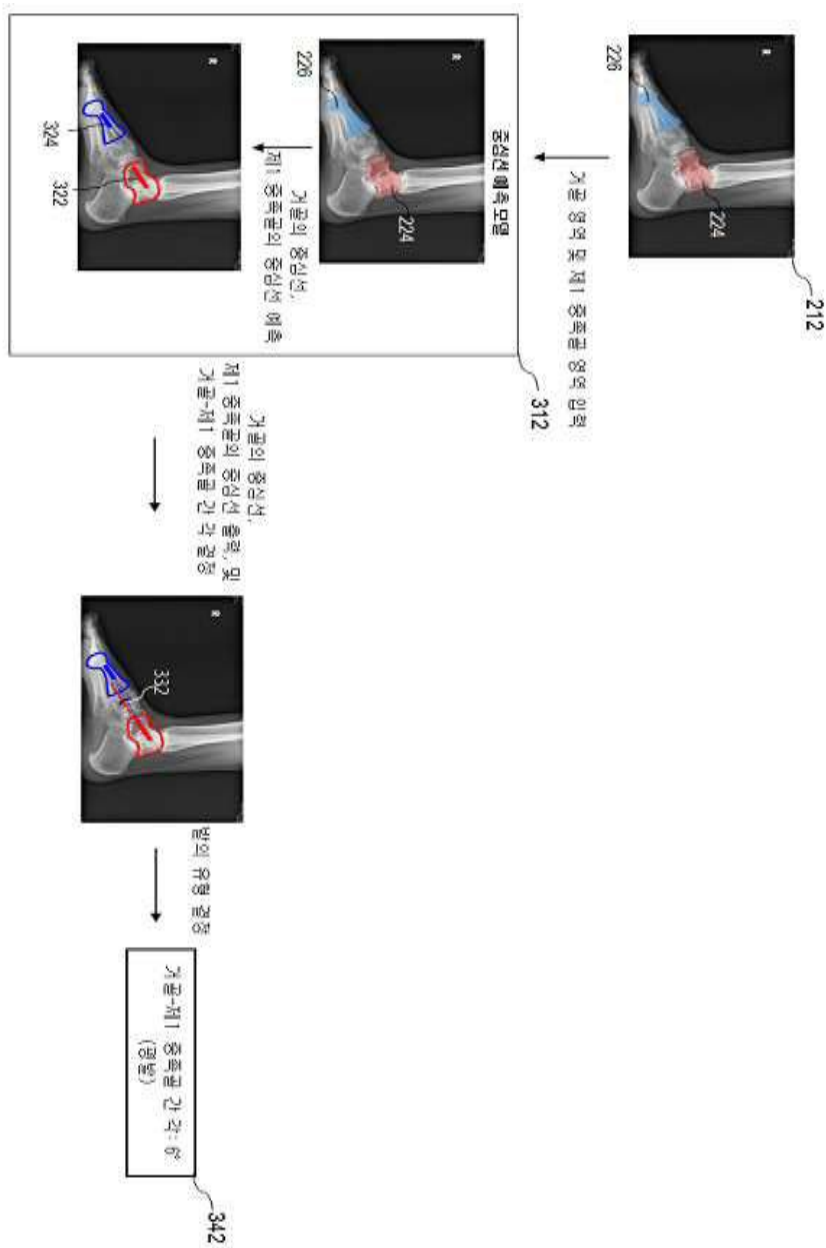 212
R
226
224
거골 영역 및 제1 중족골 영역 입력
312
중심선 예측 모델
R
226
224
거골의 중심선,
제1 중족골의 중심선 예측
R
324
322
거골의 중심선,
제1 중족골의 중심선 출력, 및
거골-제1 중족골 간 각 결정
R
332
발의 유형 결정
거골-제1 중족골 간 각: 6°
(평발)
342